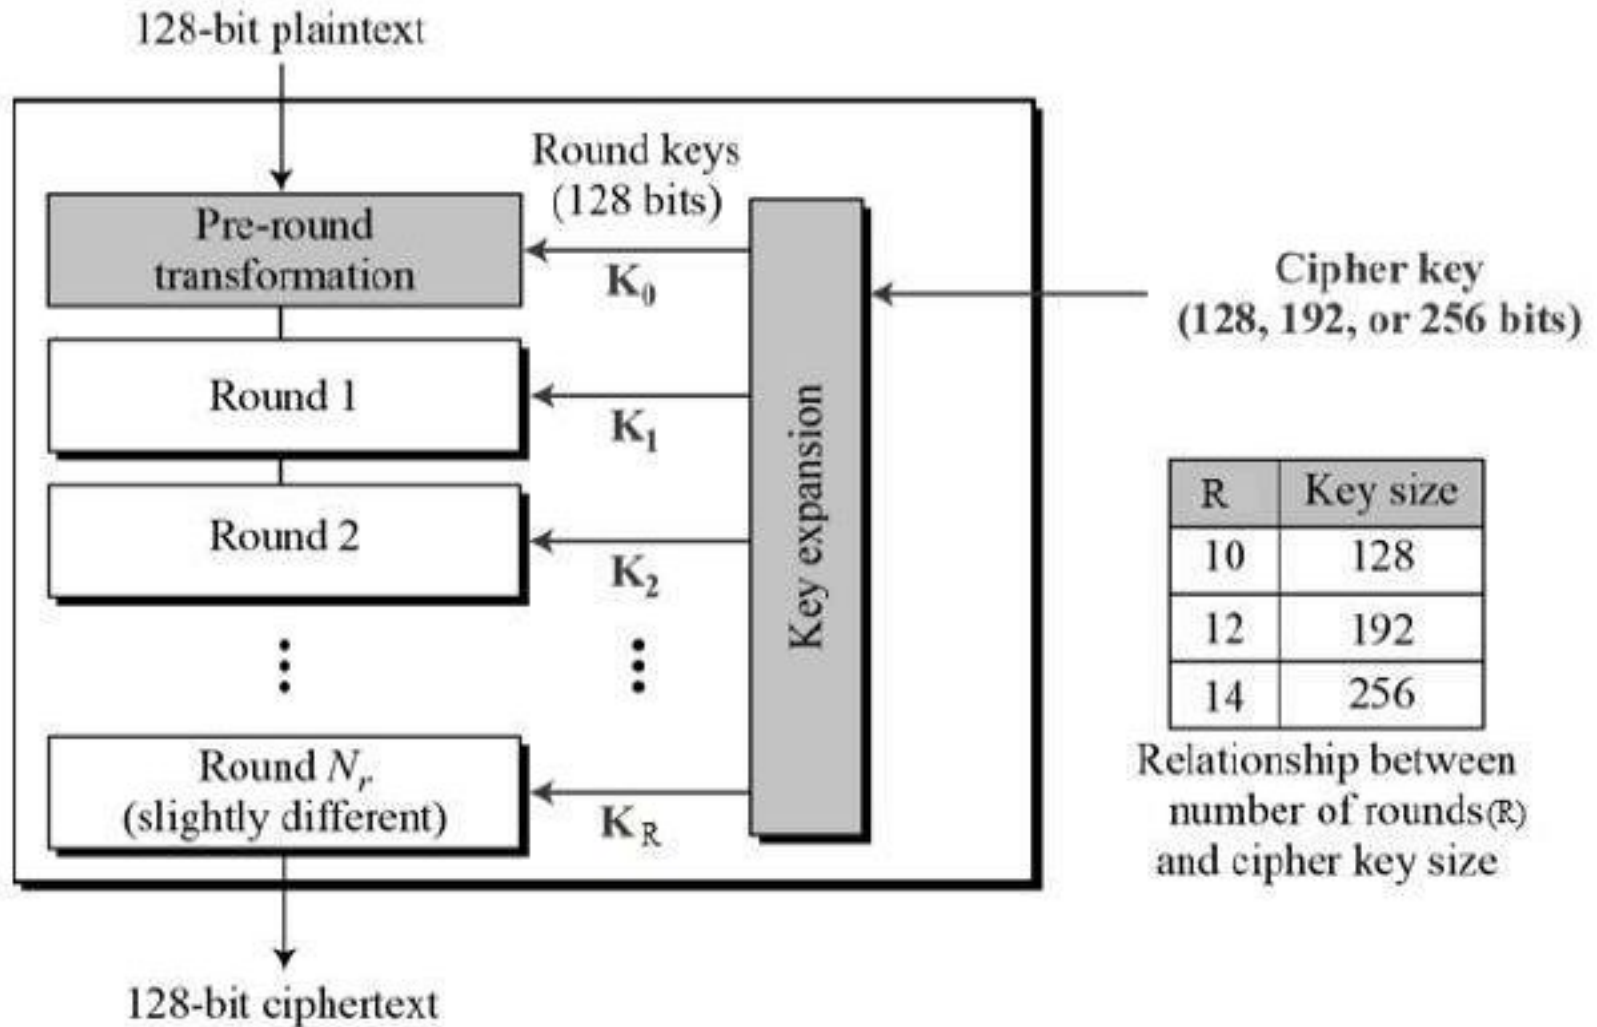 128-bit plaintext
Round keys
(128 bits)
Pre-round
transformation
K₀
Cipher key
(128, 192, or 256 bits)
Round 1
K₁
Round 2
K₂
Key expansion
Round Nᵣ
(slightly different)
K R
R Key size
10 128
12 192
14 256
Relationship between
number of rounds(R)
and cipher key size
128-bit ciphertext